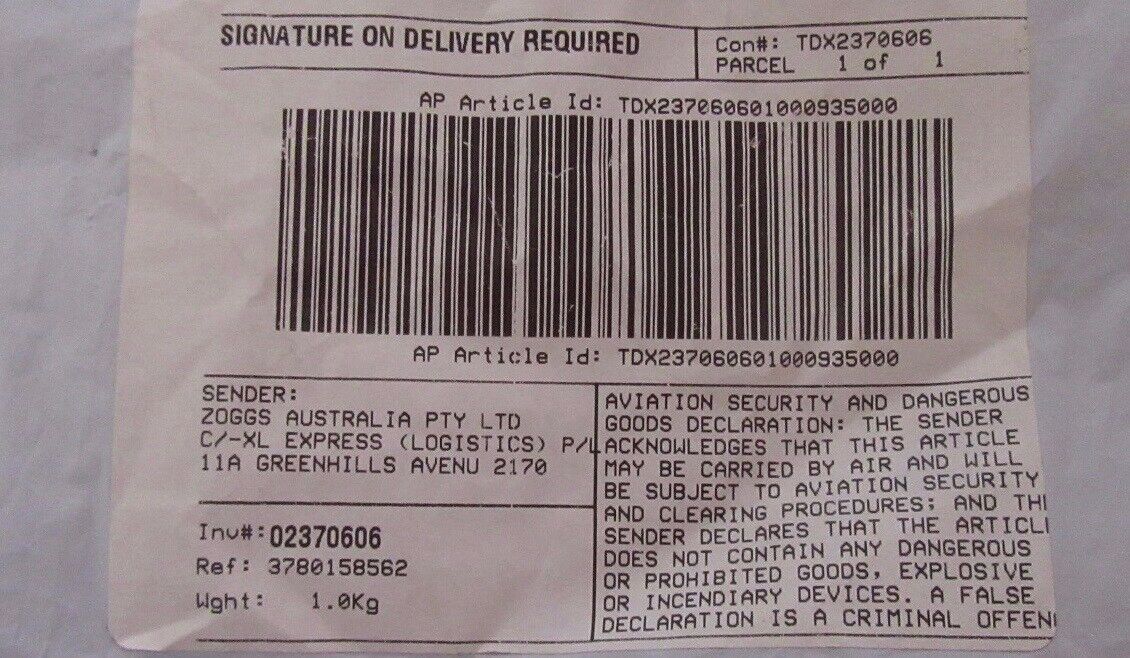 SIGNATURE ON DELIVERY REQUIRED
Con#: TDX2370606
PARCEL 1 of 1
AP Article Id: TDX237060601000935000
AP Article Id: TDX237060601000935000
SENDER:
ZOGGS AUSTRALIA PTY LTD
C/-XL EXPRESS (LOGISTICS) P/L
11A GREENHILLS AVENU 2170
Inv#:02370606
Ref: 3780158562
Wght: 1.0Kg
AVIATION SECURITY AND DANGEROUS
GOODS DECLARATION: THE SENDER
ACKNOWLEDGES THAT THIS ARTICLE
MAY BE CARRIED BY AIR AND WILL
BE SUBJECT TO AVIATION SECURITY
AND CLEARING PROCEDURES; AND TH
SENDER DECLARES THAT THE ARTICL
DOES NOT CONTAIN ANY DANGEROUS
OR PROHIBITED GOODS, EXPLOSIVE
OR INCENDIARY DEVICES. A FALSE
DECLARATION IS A CRIMINAL OFFEN